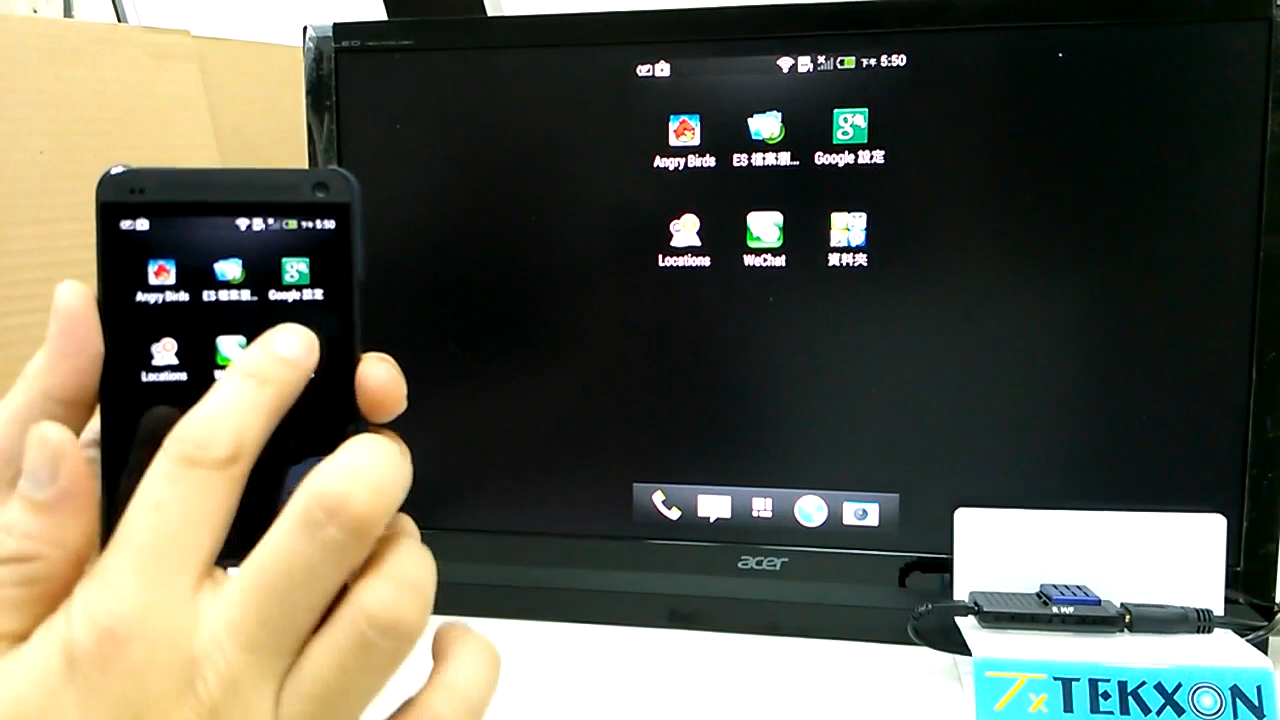 下午 5:50
Angry Birds
ES 檔案瀏...
Google 設定
Locations
WeChat
資料夾
acer
下午 5:50
Angry Birds
ES 檔案瀏...
Google 設定
Locations
Tx TEKXON